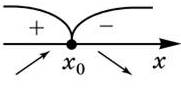 + −
x₀ x